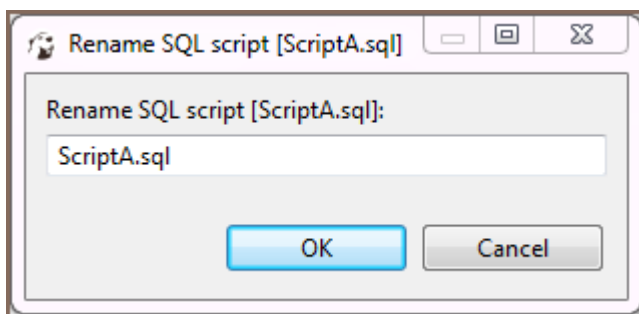 Rename SQL script [ScriptA.sql]
Rename SQL script [ScriptA.sql]:
ScriptA.sql
OK Cancel